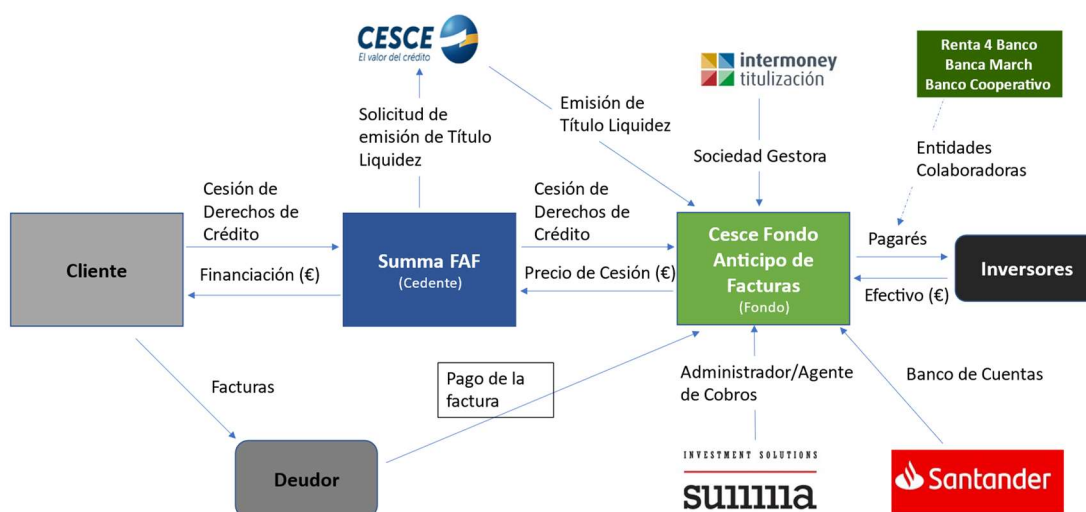 CESCE
El valor del crédito
intermoney
titulización
Renta 4 Banco
Banca March
Banco Cooperativo
Solicitud de
emisión de Título
Liquidez
Emisión de
Título Liquidez
Sociedad Gestora
Entidades
Colaboradoras
Cliente
Cesión de
Derechos de
Crédito
Financiación (€)
Summa FAF
(Cedente)
Cesión de
Derechos de
Crédito
Precio de Cesión (€)
Cesce Fondo
Anticipo de
Facturas
(Fondo)
Pagarés
Efectivo (€)
Inversores
Facturas
Pago de la
factura
Administrador/Agente
de Cobros
Banco de Cuentas
Deudor
INVESTMENT SOLUTIONS
summa
Santander